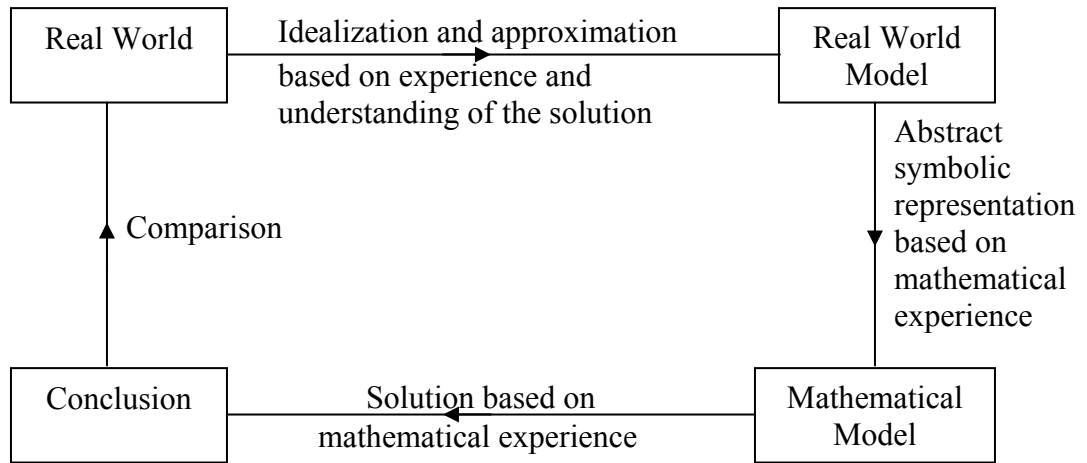 Real World
Idealization and approximation
based on experience and
understanding of the solution
Real World
Model
Abstract
symbolic
representation
based on
mathematical
experience
Mathematical
Model
Solution based on
mathematical experience
Conclusion
Comparison